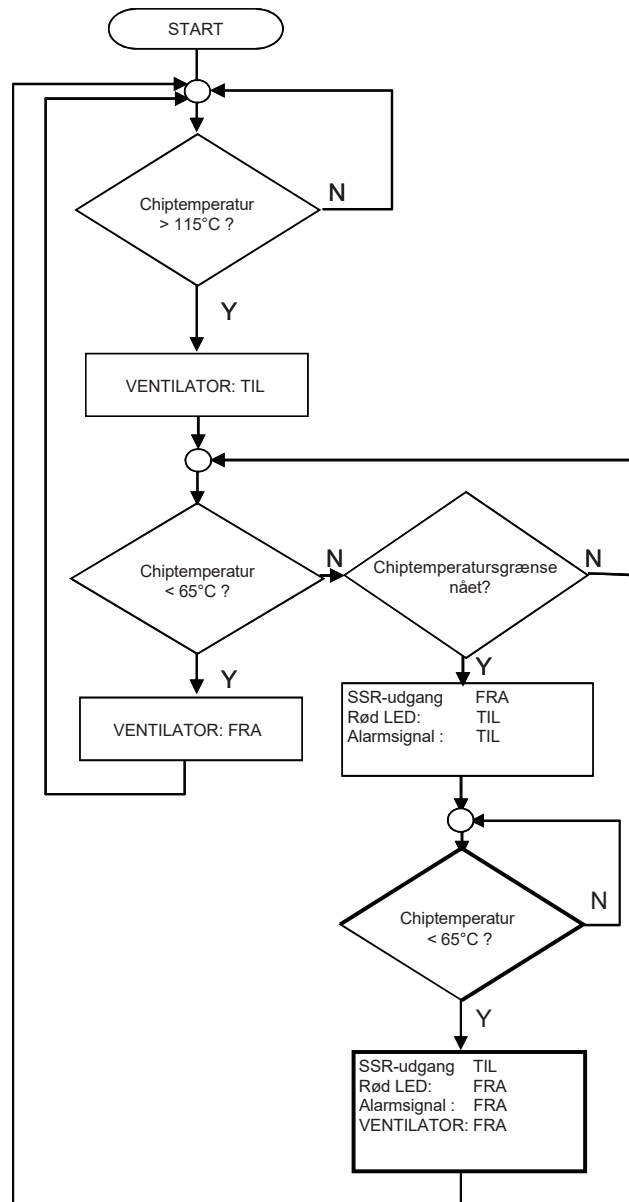 START
Chiptemperatur
> 115°C ?
N
Y
VENTILATOR: TIL
Chiptemperatur
< 65°C ?
N
Chiptemperatursgrænse
nået?
N
Y
Y
VENTILATOR: FRA
SSR-udgang FRA
Rød LED: TIL
Alarmsignal : TIL
Chiptemperatur
< 65°C ?
N
Y
SSR-udgang TIL
Rød LED: FRA
Alarmsignal : FRA
VENTILATOR: FRA